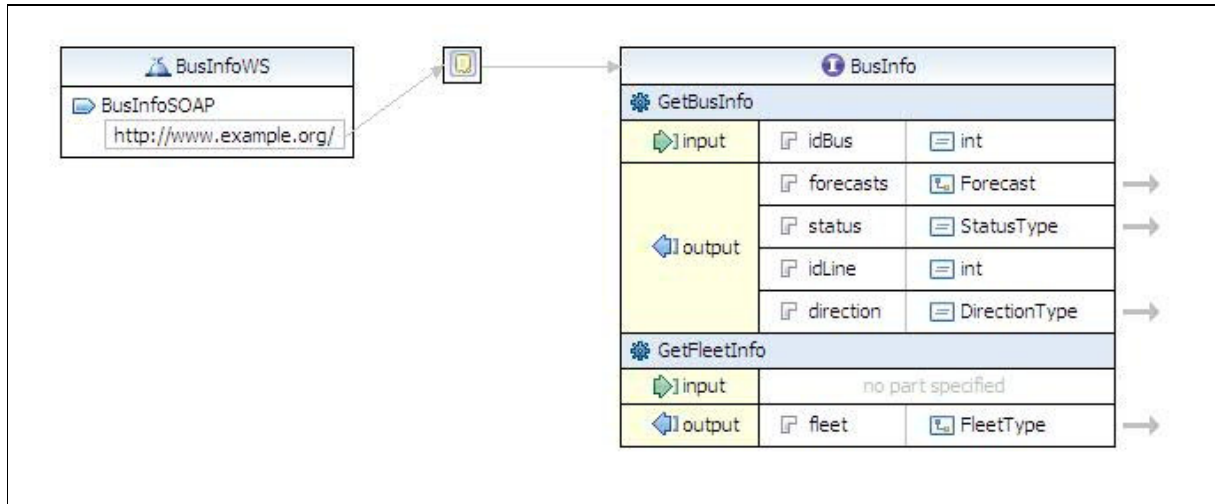 BusInfoWS
BusInfoSOAP
http://www.example.org/
BusInfo
GetBusInfo
input idBus int
forecasts Forecast
status StatusType
output
idLine int
direction DirectionType
GetFleetInfo
input no part specified
output fleet FleetType